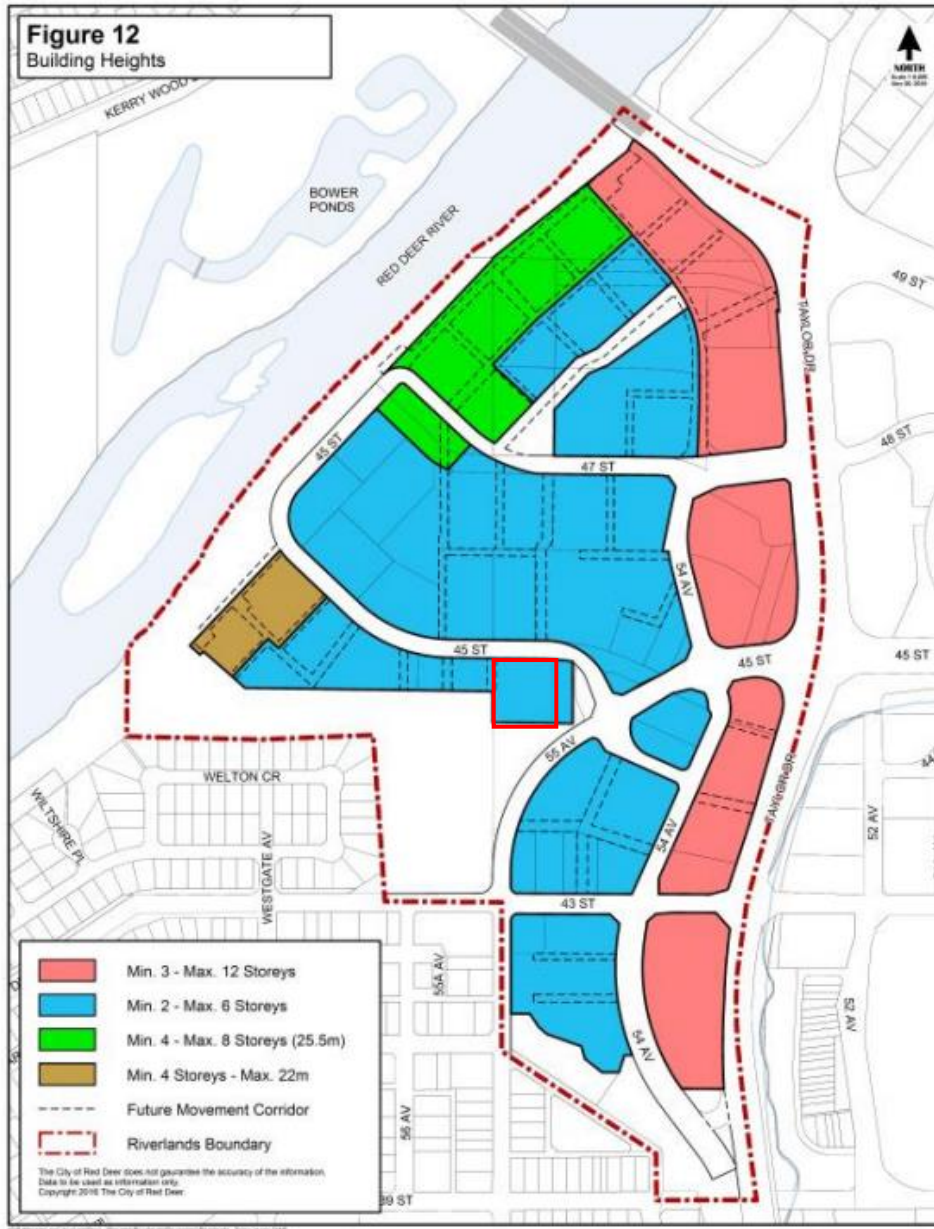 Figure 12
Building Heights
NORTH
KERRY WOOD
BOWER
PONDS
RED DEER RIVER
49 ST
TAYLOR DR
48 ST
45 ST
47 ST
54 AV
45 ST
45 ST
45 ST
55 AV
WELTON CR
WILTSHIRE PL
WESTGATE AV
54 AV
TAYLOR DR
52 AV
43 ST
55A AV
54 AV
52 AV
56 AV
39 ST
Min. 3 - Max. 12 Storeys
Min. 2 - Max. 6 Storeys
Min. 4 - Max. 8 Storeys (25.5m)
Min. 4 Storeys - Max. 22m
Future Movement Corridor
Riverlands Boundary
The City of Red Deer does not gaurantee the accuracy of the information.
Data to be used as information only.
Copyright 2016 The City of Red Deer.